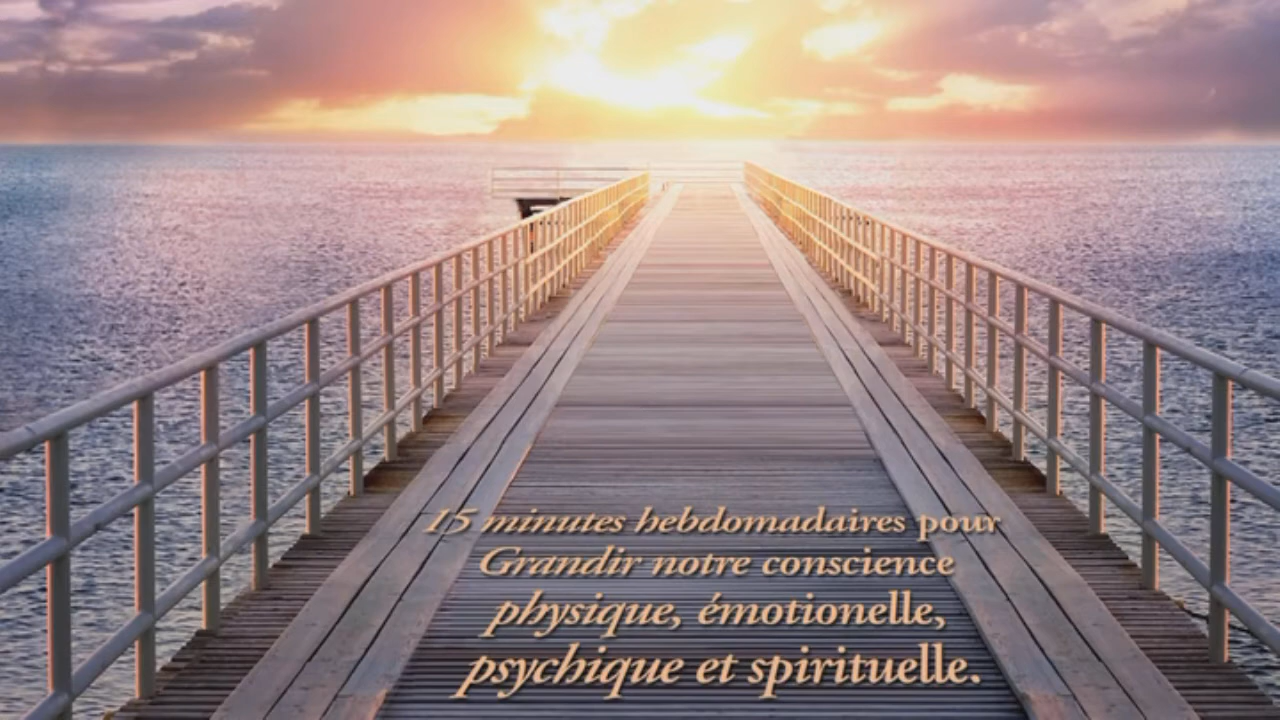 15 minutes hebdomadaires pour
Grandir notre conscience
physique, émotionelle,
psychique et spirituelle.